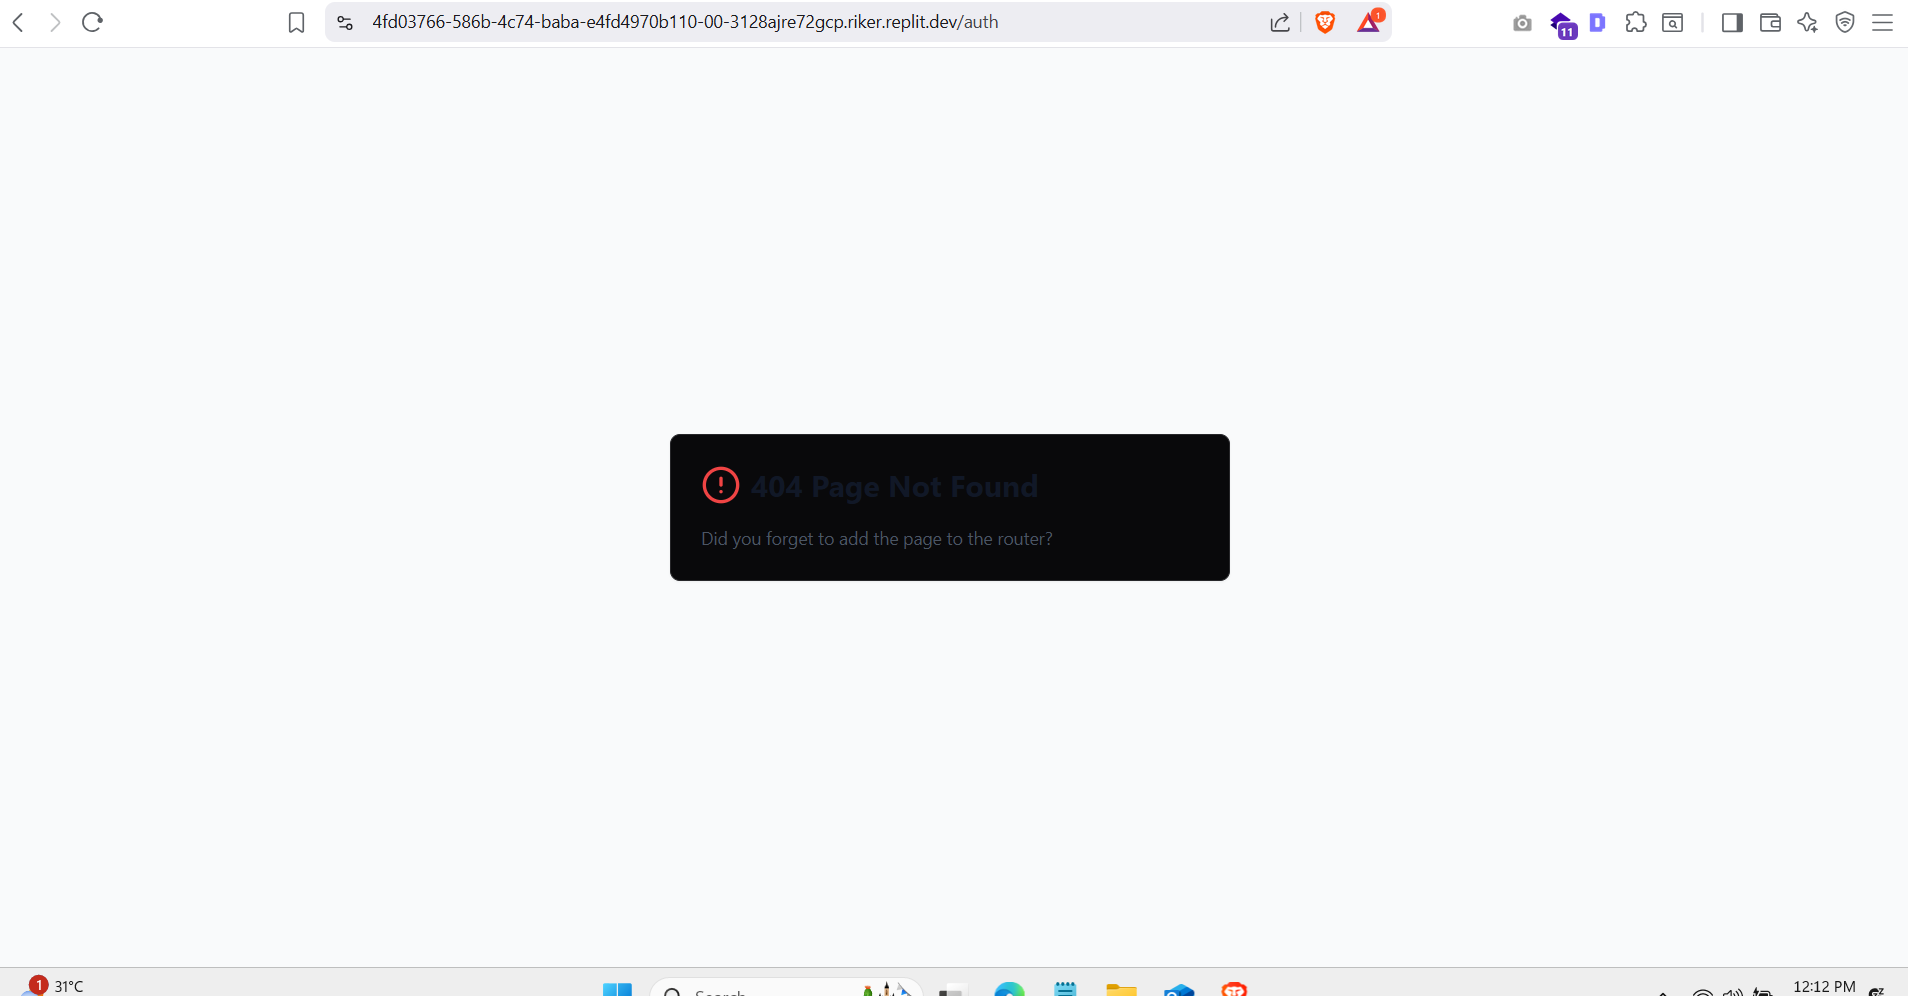 4fd03766-586b-4c74-baba-e4fd4970b110-00-3128ajre72gcp.riker.replit.dev/auth
1
11
404 Page Not Found
Did you forget to add the page to the router?
1
31°C
Search
12:12 PM